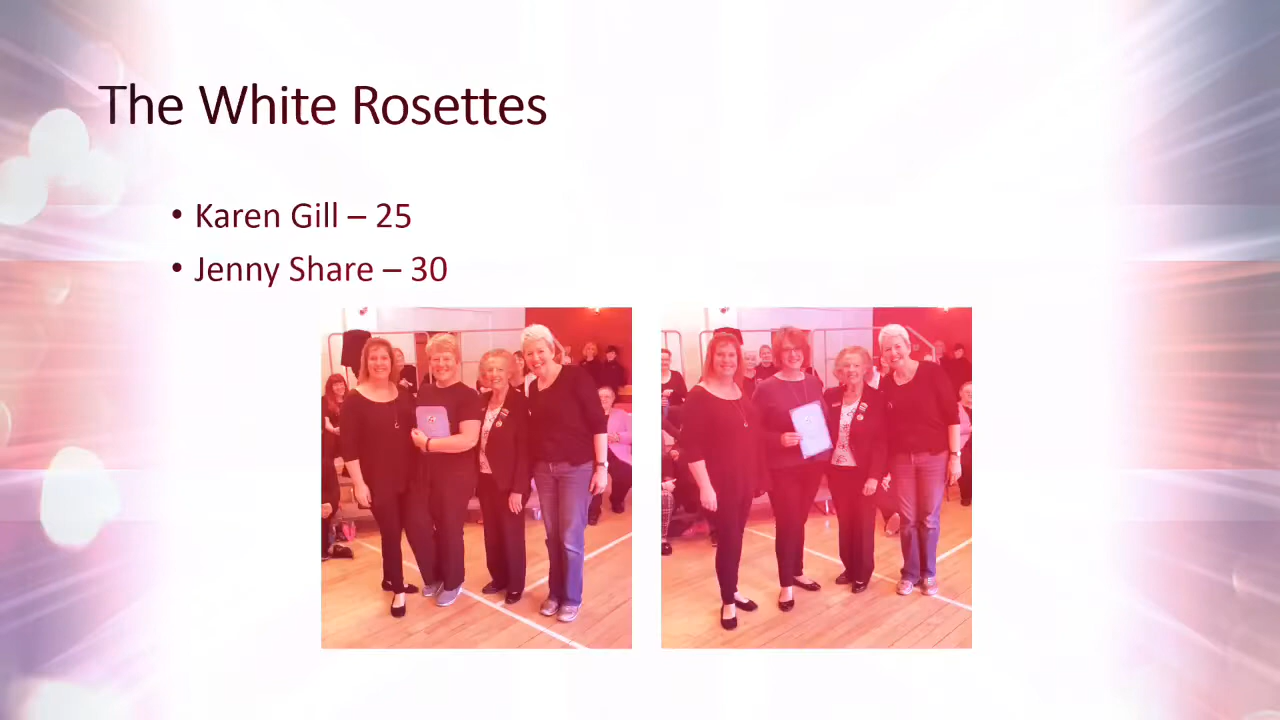 The White Rosettes
• Karen Gill – 25
• Jenny Share – 30